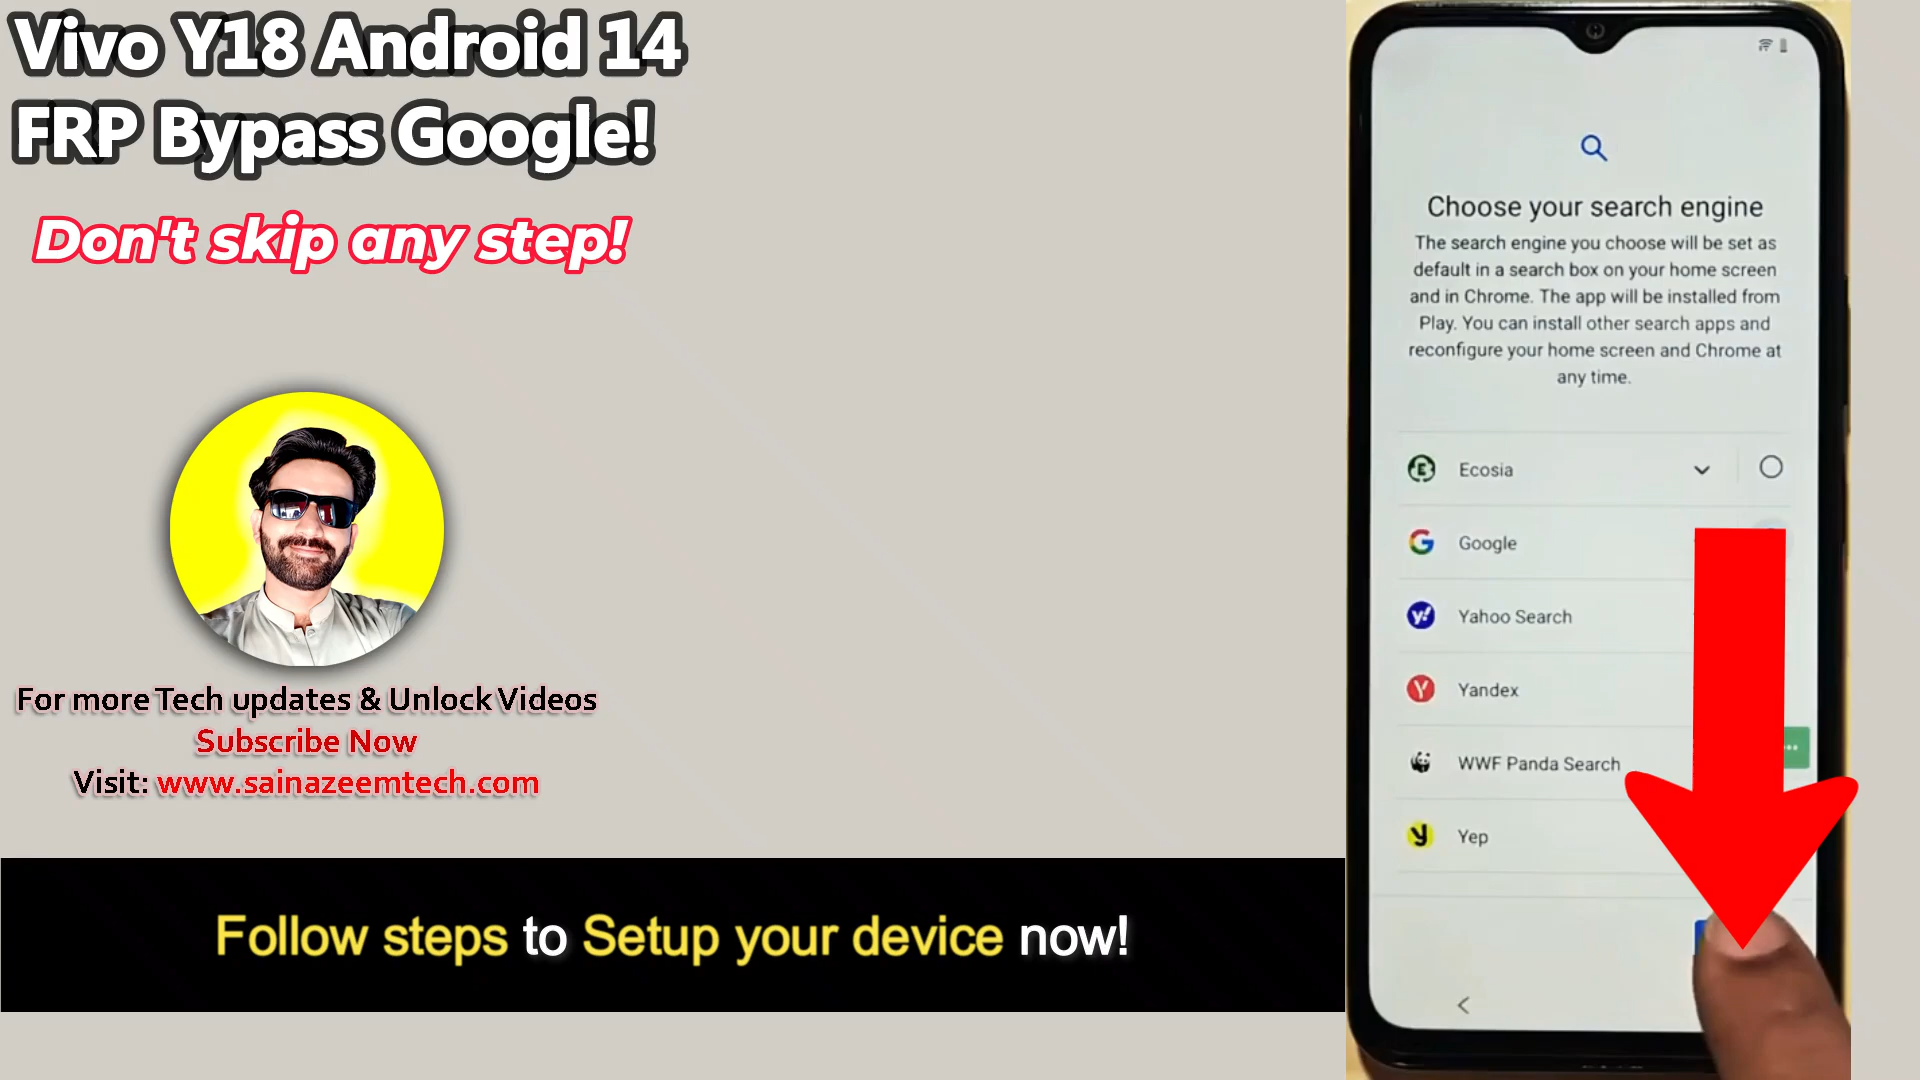 Vivo Y18 Android 14
FRP Bypass Google!
Don't skip any step!
For more Tech updates & Unlock Videos
Subscribe Now
Visit: www.sainazeemtech.com
Follow steps to Setup your device now!
Choose your search engine
The search engine you choose will be set as
default in a search box on your home screen
and in Chrome. The app will be installed from
Play. You can install other search apps and
reconfigure your home screen and Chrome at
any time.
Ecosia
Google
Yahoo Search
Yandex
WWF Panda Search
Yep